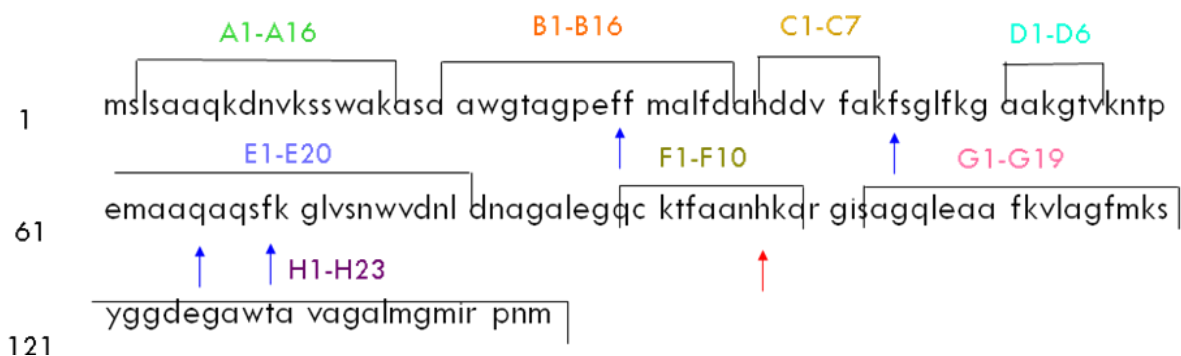 A1-A16 B1-B16 C1-C7 D1-D6
1 mslsaaqkdnvksswakasa awgtagpeff malfdahddv fakfsglfkg aakgtvkntp
E1-E20 F1-F10 G1-G19
61 emaaqaqsfk glvsnwvdnl dnagalegqc ktfaanhkar gisagqleaa fkvlagfmks
H1-H23
121 yggdegawta vagalmgmir pnm